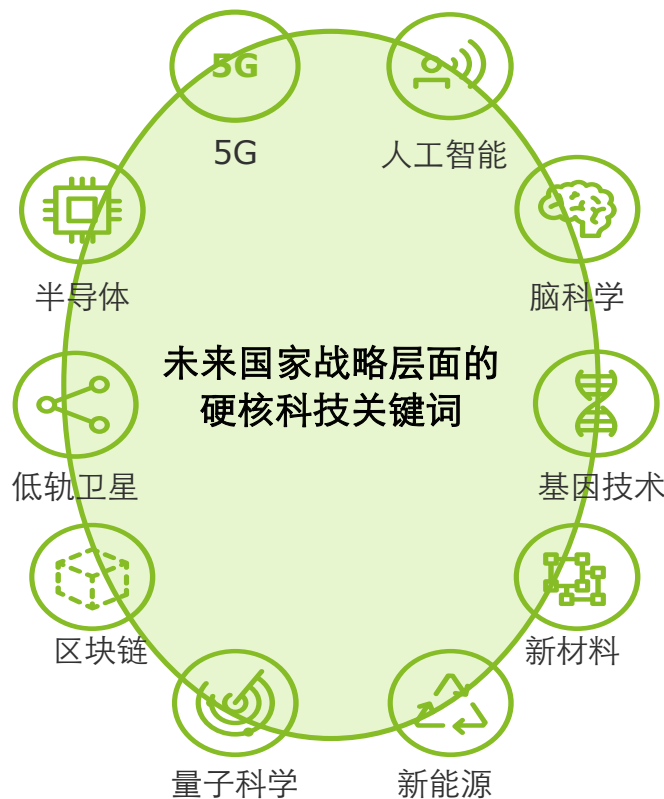 5G
5G
人工智能
半导体
脑科学
未来国家战略层面的
硬核科技关键词
低轨卫星
基因技术
区块链
新材料
量子科学
新能源